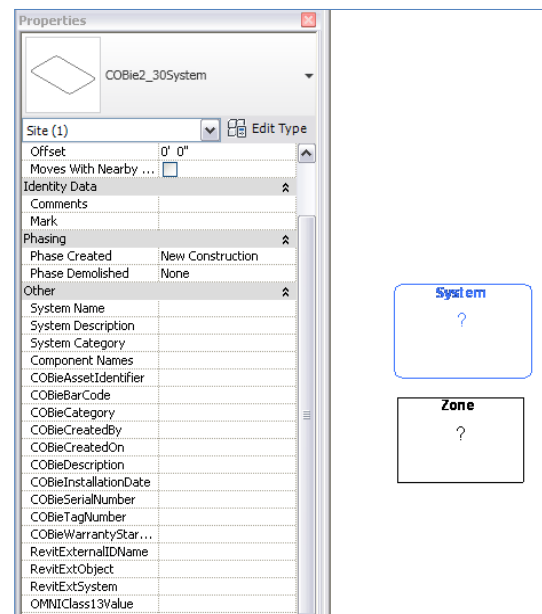 Properties
COBie2_30System
Site (1)
Edit Type
Offset 0' 0"
Moves With Nearby ...
Identity Data
Comments
Mark
Phasing
Phase Created New Construction
Phase Demolished None
Other
System Name
System Description
System Category
Component Names
COBieAssetIdentifier
COBieBarCode
COBieCategory
COBieCreatedBy
COBieCreatedOn
COBieDescription
COBieInstallationDate
COBieSerialNumber
COBieTagNumber
COBieWarrantyStar...
RevitExternalIDName
RevitExtObject
RevitExtSystem
OMNIClass13Value
System
?
Zone
?